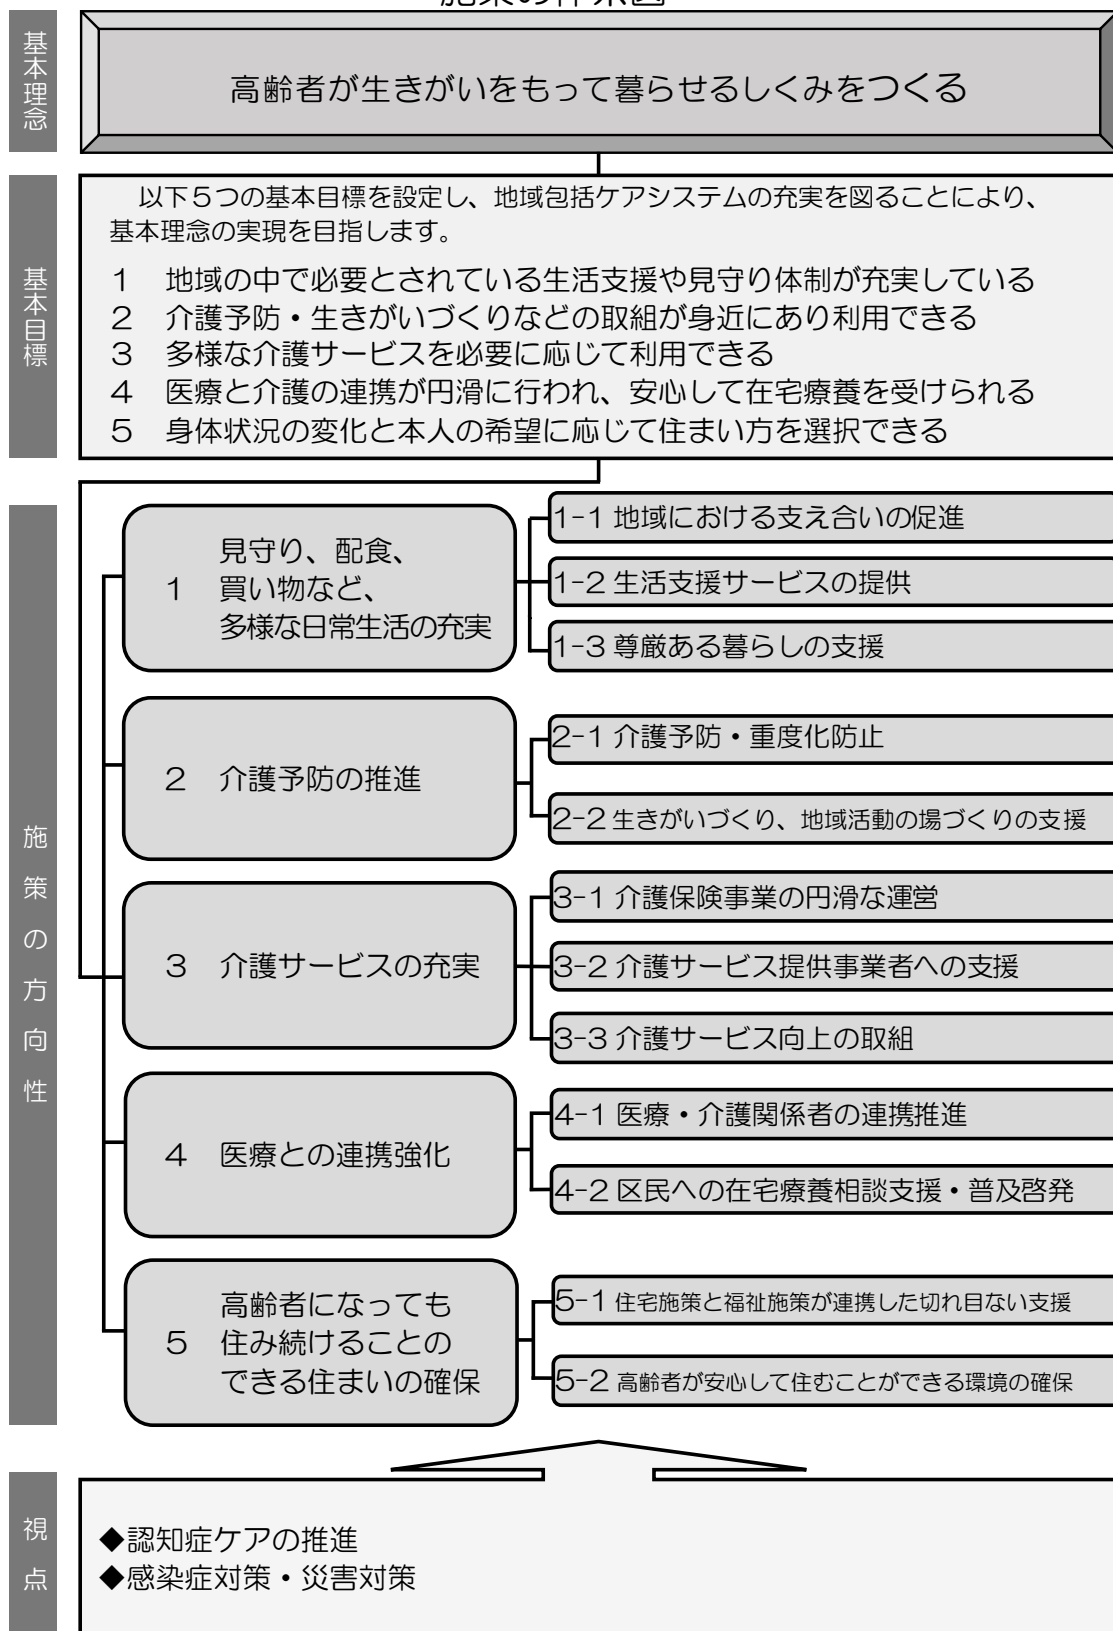 基本理念
高齢者が生きがいをもって暮らせるしくみをつくる
基本目標
以下５つの基本目標を設定し、地域包括ケアシステムの充実を図ることにより、
基本理念の実現を目指します。
１　地域の中で必要とされている生活支援や見守り体制が充実している
２　介護予防・生きがいづくりなどの取組が身近にあり利用できる
３　多様な介護サービスを必要に応じて利用できる
４　医療と介護の連携が円滑に行われ、安心して在宅療養を受けられる
５　身体状況の変化と本人の希望に応じて住まい方を選択できる
施策の方向性
１　見守り、配食、
買い物など、
多様な日常生活の充実
1-1 地域における支え合いの促進
1-2 生活支援サービスの提供
1-3 尊厳ある暮らしの支援
２　介護予防の推進
2-1 介護予防・重度化防止
2-2 生きがいづくり、地域活動の場づくりの支援
３　介護サービスの充実
3-1 介護保険事業の円滑な運営
3-2 介護サービス提供事業者への支援
3-3 介護サービス向上の取組
４　医療との連携強化
4-1 医療・介護関係者の連携推進
4-2 区民への在宅療養相談支援・普及啓発
５　高齢者になっても
住み続けることの
できる住まいの確保
5-1 住宅施策と福祉施策が連携した切れ目ない支援
5-2 高齢者が安心して住むことができる環境の確保
視点
◆認知症ケアの推進
◆感染症対策・災害対策